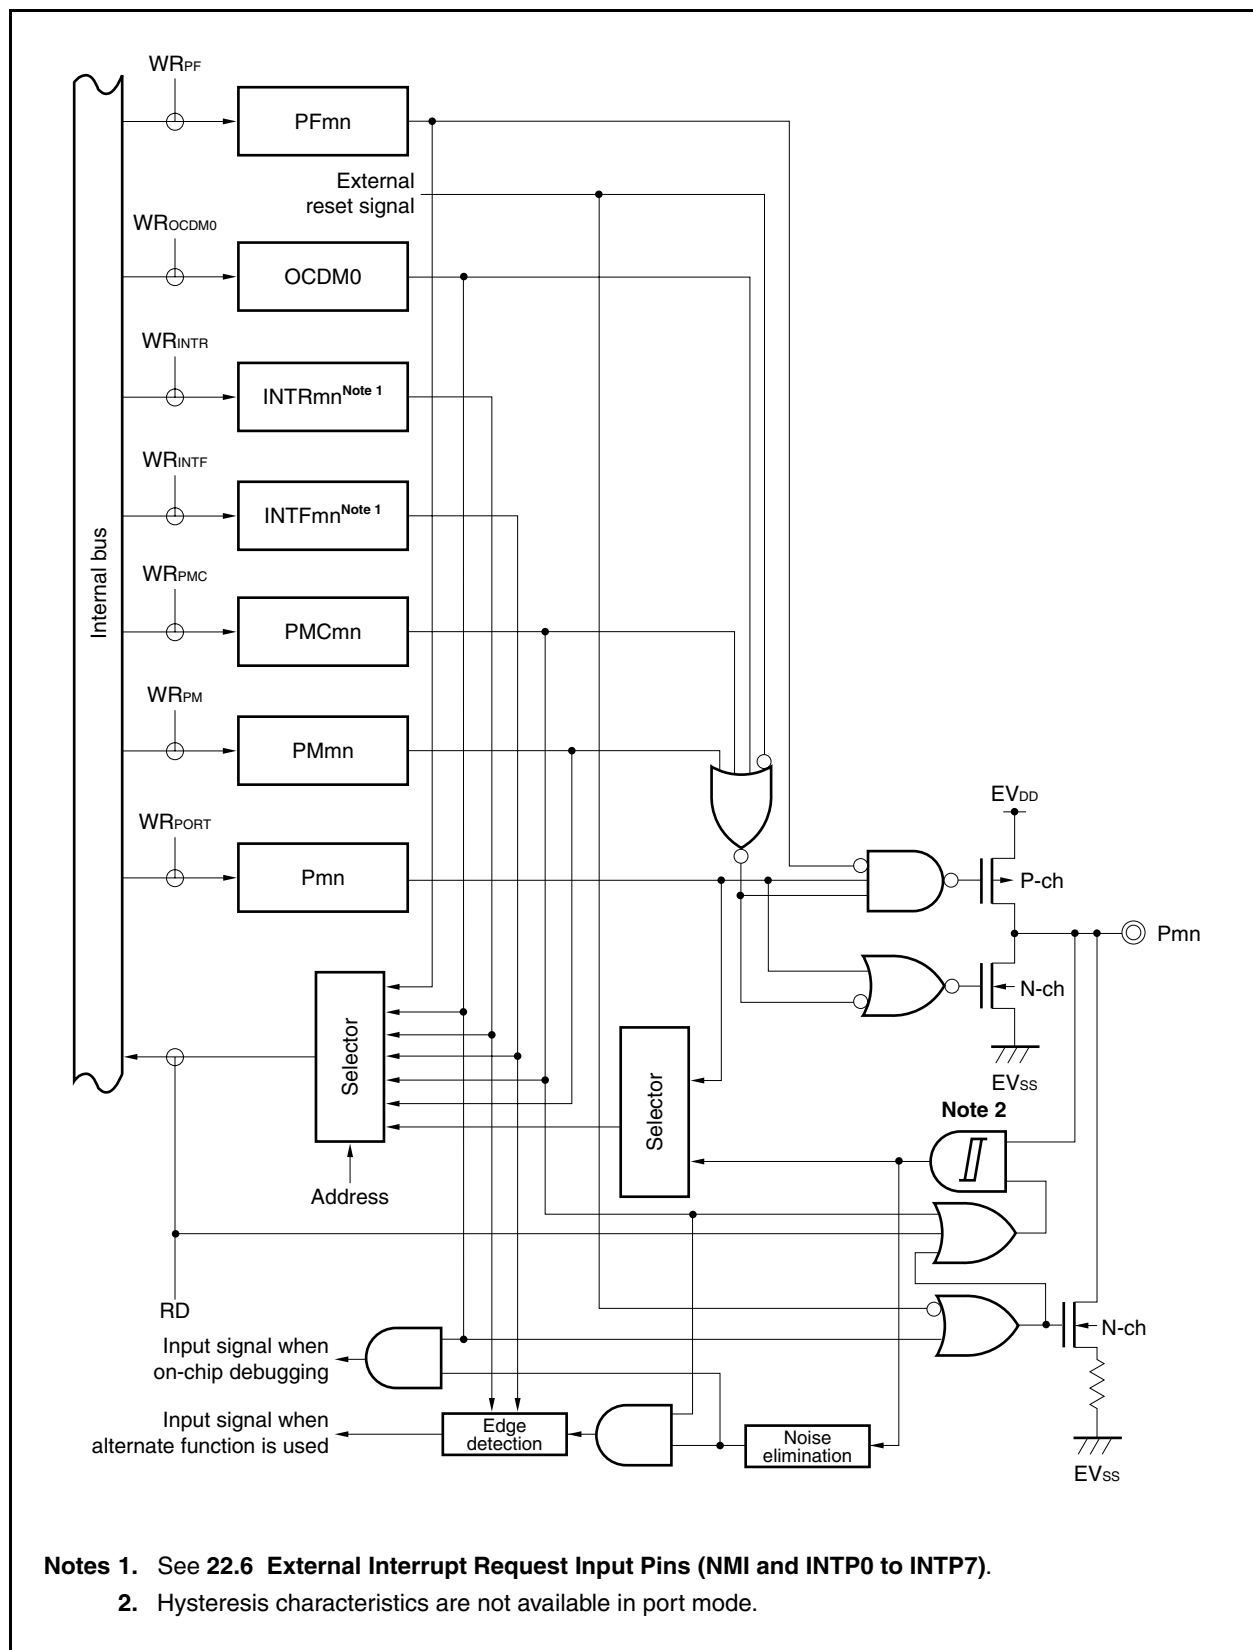 WRPF
PFmn
External
reset signal
WROCDM0
OCDM0
WRINTR
INTRmnNote 1
WRINTF
INTFmnNote 1
Internal bus
WRPMC
PMCmn
WRPM
PMmn
WRPORT
Pmn
EVDD
P-ch
Pmn
N-ch
EVSS
Selector
Selector
Note 2
Address
RD
N-ch
Input signal when
on-chip debugging
Input signal when
alternate function is used
Edge
detection
Noise
elimination
EVSS
Notes 1. See 22.6 External Interrupt Request Input Pins (NMI and INTP0 to INTP7).
2. Hysteresis characteristics are not available in port mode.